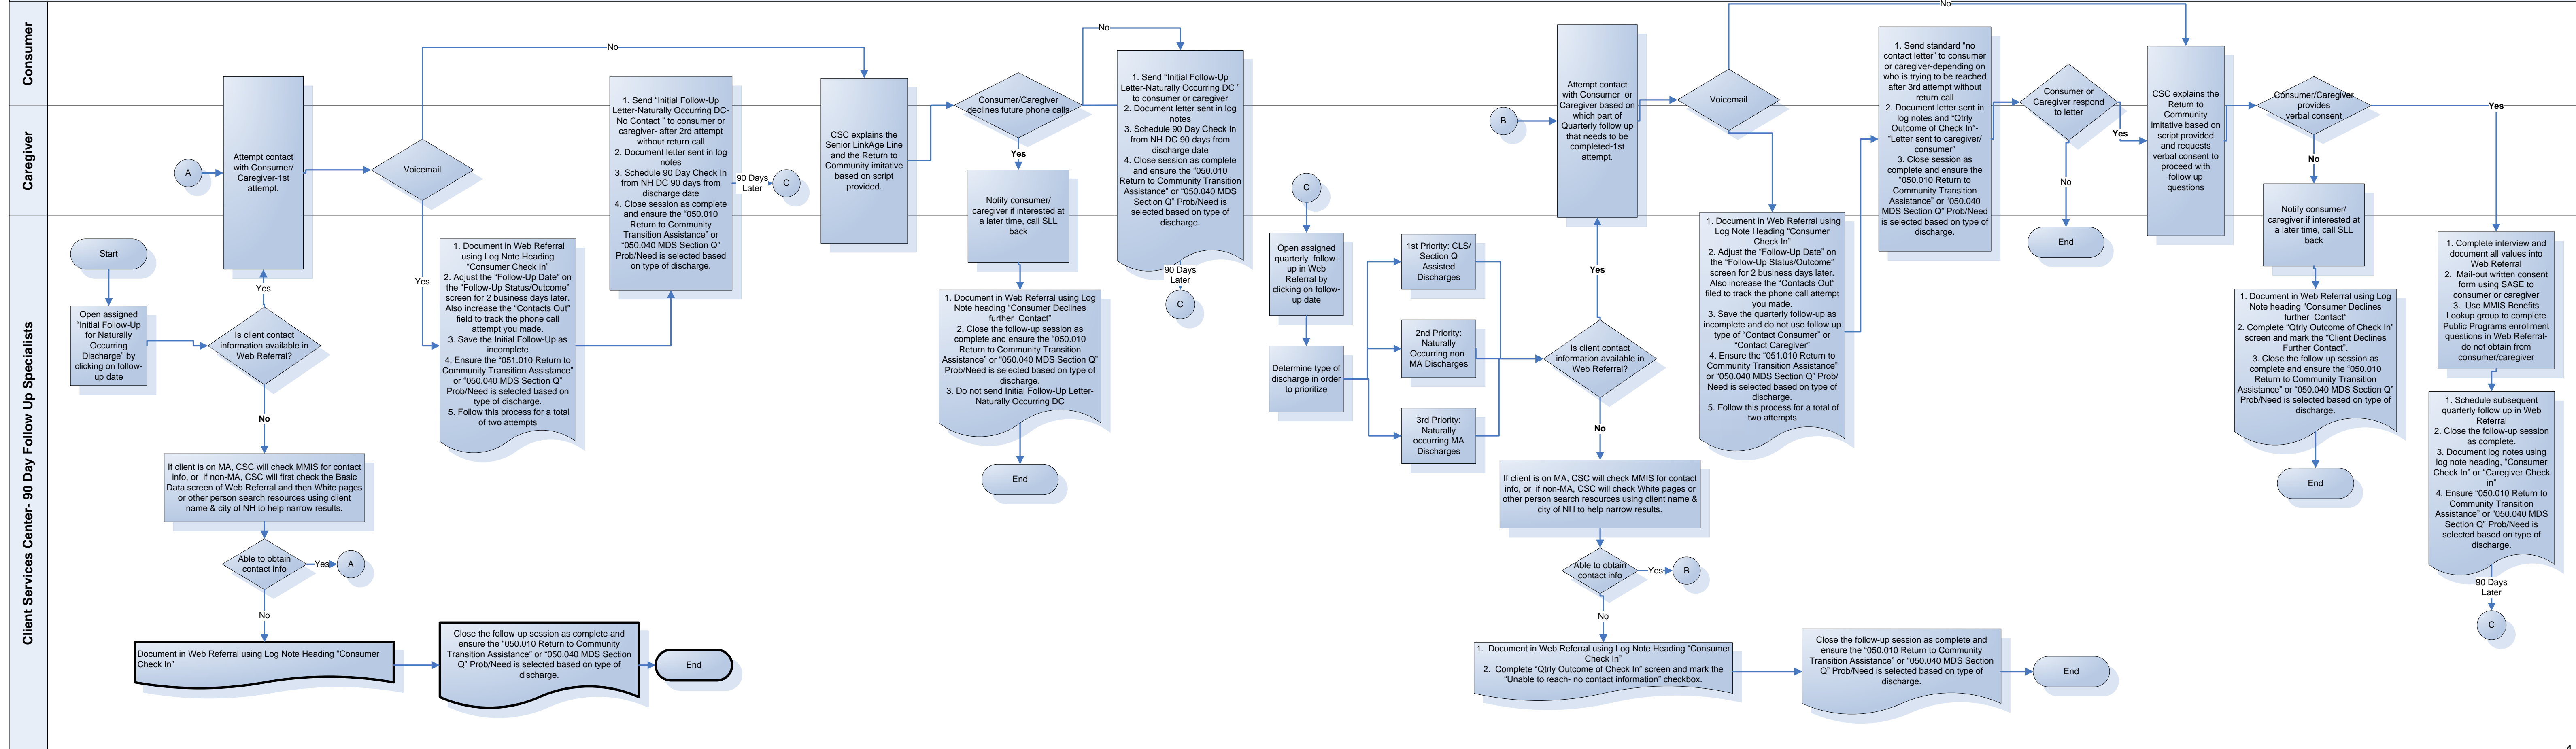 Consumer
Caregiver
Client Services Center- 90 Day Follow Up Specialists
Start
Open assigned
“Initial Follow-Up
for Naturally
Occurring
Discharge” by
clicking on follow-
up date
Is client contact
information available in
Web Referral?
Yes
No
A
Attempt contact
with Consumer/
Caregiver-1st
attempt.
If client is on MA, CSC will check MMIS for contact
info, or  if non-MA, CSC will first check the Basic
Data screen of Web Referral and then White pages
or other person search resources using client
name & city of NH to help narrow results.
Able to obtain
contact info
Yes
A
No
Document in Web Referral using Log Note Heading “Consumer
Check In”
Close the follow-up session as complete and
ensure the “050.010 Return to Community
Transition Assistance” or “050.040 MDS Section
Q” Prob/Need is selected based on type of
discharge.
End
Voicemail
No
Yes
1. Document in Web Referral
using Log Note Heading
“Consumer Check In”
2. Adjust the “Follow-Up Date” on
the “Follow-Up Status/Outcome”
screen for 2 business days later.
Also increase the “Contacts Out”
field to track the phone call
attempt you made.
3. Save the Initial Follow-Up as
incomplete
4. Ensure the “051.010 Return to
Community Transition Assistance”
or “050.040 MDS Section Q”
Prob/Need is selected based on
type of discharge.
5. Follow this process for a total
of two attempts
1. Send “Initial Follow-Up
Letter-Naturally Occurring DC-
No Contact ” to consumer or
caregiver- after 2rd attempt
without return call
2. Document letter sent in log
notes
3. Schedule 90 Day Check In
from NH DC 90 days from
discharge date
4. Close session as complete
and ensure the “050.010
Return to Community
Transition Assistance” or
“050.040 MDS Section Q”
Prob/Need is selected based
on type of discharge.
90 Days
Later
C
CSC explains the
Senior LinkAge Line
and the Return to
Community imitative
based on script
provided.
Consumer/Caregiver
declines future phone calls
No
Yes
Notify consumer/
caregiver if interested at
a later time, call SLL
back
1. Document in Web Referral using Log
Note heading “Consumer Declines
further  Contact”
2. Close the follow-up session as
complete and ensure the “050.010
Return to Community Transition
Assistance” or “050.040 MDS Section Q”
Prob/Need is selected based on type of
discharge.
3. Do not send Initial Follow-Up Letter-
Naturally Occurring DC
End
1. Send “Initial Follow-Up
Letter-Naturally Occurring DC ”
to consumer or caregiver
2. Document letter sent in log
notes
3. Schedule 90 Day Check In
from NH DC 90 days from
discharge date
4. Close session as complete
and ensure the “050.010
Return to Community Transition
Assistance” or “050.040 MDS
Section Q” Prob/Need is
selected based on type of
discharge.
90 Days
Later
C
C
Open assigned
quarterly  follow-
up in Web
Referral by
clicking on follow-
up date
Determine type of
discharge in order
to prioritize
1st Priority: CLS/
Section Q
Assisted
Discharges
2nd Priority:
Naturally
Occurring non-
MA Discharges
3rd Priority:
Naturally
occurring MA
Discharges
B
Attempt contact
with Consumer  or
Caregiver based on
which part of
Quarterly follow up
that needs to be
completed-1st
attempt.
Yes
Is client contact
information available in
Web Referral?
No
If client is on MA, CSC will check MMIS for contact
info, or  if non-MA, CSC will check White pages or
other person search resources using client name &
city of NH to help narrow results.
Able to obtain
contact info
Yes
B
No
1.  Document in Web Referral using Log Note Heading “Consumer
Check In”
2.  Complete “Qtrly Outcome of Check In” screen and mark the
“Unable to reach- no contact information” checkbox.
Close the follow-up session as complete and
ensure the “050.010 Return to Community
Transition Assistance” or “050.040 MDS Section
Q” Prob/Need is selected based on type of
discharge.
End
No
Voicemail
1. Document in Web Referral using
Log Note Heading “Consumer
Check In”
2. Adjust the “Follow-Up Date” on
the “Follow-Up Status/Outcome”
screen for 2 business days later.
Also increase the “Contacts Out”
filed to track the phone call attempt
you made.
3. Save the quarterly follow-up as
incomplete and do not use follow up
type of “Contact Consumer” or
“Contact Caregiver”
4. Ensure the “051.010 Return to
Community Transition Assistance”
or “050.040 MDS Section Q” Prob/
Need is selected based on type of
discharge.
5. Follow this process for a total of
two attempts
1. Send standard “no
contact letter” to consumer
or caregiver-depending on
who is trying to be reached
after 3rd attempt without
return call
2. Document letter sent in
log notes and “Qtrly
Outcome of Check In”-
“Letter sent to caregiver/
consumer”
3. Close session as
complete and ensure the
“050.010 Return to
Community Transition
Assistance” or “050.040
MDS Section Q” Prob/Need
is selected based on type of
discharge.
Consumer or
Caregiver respond
to letter
Yes
No
End
CSC explains the
Return to
Community
imitative based on
script provided
and requests
verbal consent to
proceed with
follow up
questions
Consumer/Caregiver
provides
verbal consent
Yes
No
Notify consumer/
caregiver if interested at
a later time, call SLL
back
1. Document in Web Referral using Log
Note heading “Consumer Declines
further  Contact”
2. Complete “Qtrly Outcome of Check In”
screen and mark the “Client Declines
Further Contact”.
3. Close the follow-up session as
complete and ensure the “050.010
Return to Community Transition
Assistance” or “050.040 MDS Section Q”
Prob/Need is selected based on type of
discharge.
End
1. Complete interview and
document all values into
Web Referral
2.  Mail-out written consent
form using SASE to
consumer or caregiver
3.  Use MMIS Benefits
Lookup group to complete
Public Programs enrollment
questions in Web Referral-
do not obtain from
consumer/caregiver
1. Schedule subsequent
quarterly follow up in Web
Referral
2. Close the follow-up session
as complete.
3. Document log notes using
log note heading, “Consumer
Check In” or “Caregiver Check
in”
4. Ensure “050.010 Return to
Community Transition
Assistance” or “050.040 MDS
Section Q” Prob/Need is
selected based on type of
discharge.
90 Days
Later
C